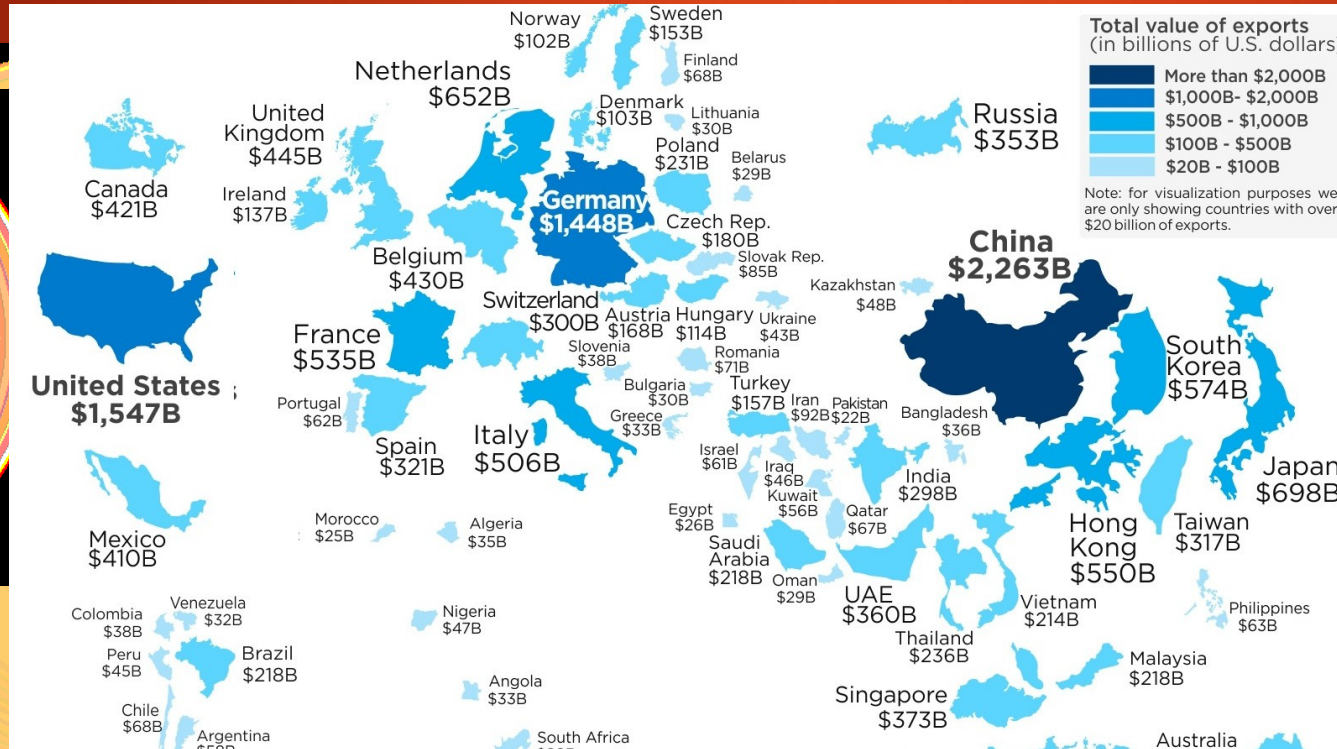 Norway
$102B
Sweden
$153B
Finland
$68B
Netherlands
$652B
Denmark
$103B
Lithuania
$30B
United
Kingdom
$445B
Poland
$231B
Belarus
$29B
Canada
$421B
Ireland
$137B
Germany
$1,448B
Russia
$353B
Total value of exports
(in billions of U.S. dollars)
More than $2,000B
$1,000B- $2,000B
$500B - $1,000B
$100B - $500B
$20B - $100B
Note: for visualization purposes we
are only showing countries with over
$20 billion of exports.
Czech Rep.
$180B
Belgium
$430B
Slovak Rep.
$85B
China
$2,263B
Kazakhstan
$48B
Switzerland
$300B
Austria
$168B
Hungary
$114B
Ukraine
$43B
France
$535B
Slovenia
$38B
Romania
$71B
South
Korea
$574B
United States
$1,547B
Portugal
$62B
Bulgaria
$30B
Turkey
$157B
Iran
$92B
Pakistan
$22B
Bangladesh
$36B
Greece
$33B
Spain
$321B
Italy
$506B
Israel
$61B
Iraq
$46B
Kuwait
$56B
India
$298B
Japan
$698B
Mexico
$410B
Morocco
$25B
Algeria
$35B
Egypt
$26B
Qatar
$67B
Hong
Kong
$550B
Taiwan
$317B
Saudi
Arabia
$218B
Oman
$29B
UAE
$360B
Vietnam
$214B
Philippines
$63B
Colombia
$38B
Venezuela
$32B
Nigeria
$47B
Thailand
$236B
Peru
$45B
Brazil
$218B
Malaysia
$218B
Angola
$33B
Singapore
$373B
Chile
$68B
Argentina
South Africa
Australia